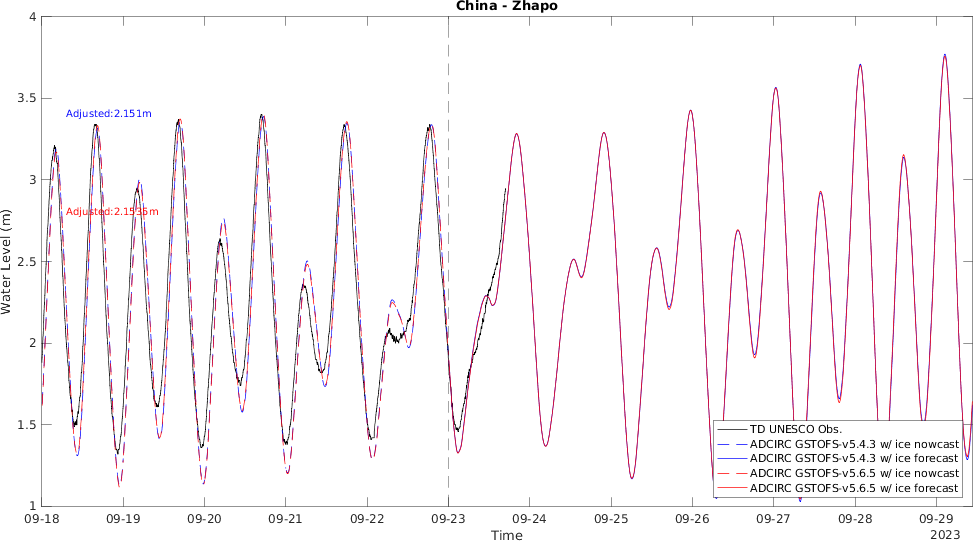 China - Zhapo
4
3.5
3
2.5
2
1.5
1
Water Level (m)
Adjusted:2.151m
Adjusted:2.1535m
TD UNESCO Obs.
ADCIRC GSTOFS-v5.4.3 w/ ice nowcast
ADCIRC GSTOFS-v5.4.3 w/ ice forecast
ADCIRC GSTOFS-v5.6.5 w/ ice nowcast
ADCIRC GSTOFS-v5.6.5 w/ ice forecast
09-18 09-19 09-20 09-21 09-22 09-23 09-24 09-25 09-26 09-27 09-28 09-29
Time
2023